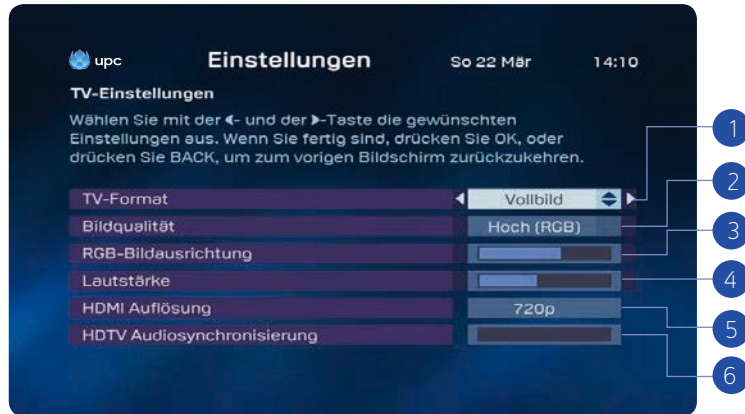 upc Einstellungen So 22 Mär 14:10
TV-Einstellungen
Wählen Sie mit der ◀- und der ▶-Taste die gewünschten
Einstellungen aus. Wenn Sie fertig sind, drücken Sie OK, oder
drücken Sie BACK, um zum vorigen Bildschirm zurückzukehren.
TV-Format Vollbild 1
Bildqualität Hoch (RGB) 2
RGB-Bildausrichtung 3
Lautstärke 4
HDMI Auflösung 720p 5
HDTV Audiosynchronisierung 6